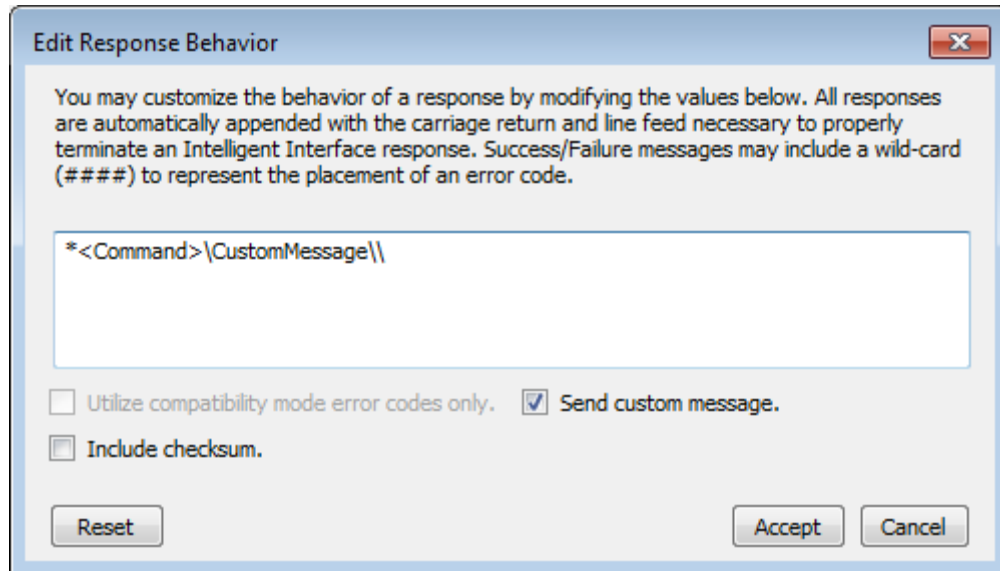 Edit Response Behavior
You may customize the behavior of a response by modifying the values below. All responses
are automatically appended with the carriage return and line feed necessary to properly
terminate an Intelligent Interface response. Success/Failure messages may include a wild-card
(####) to represent the placement of an error code.
*<Command>\CustomMessage\\
Utilize compatibility mode error codes only. Send custom message.
Include checksum.
Reset Accept Cancel